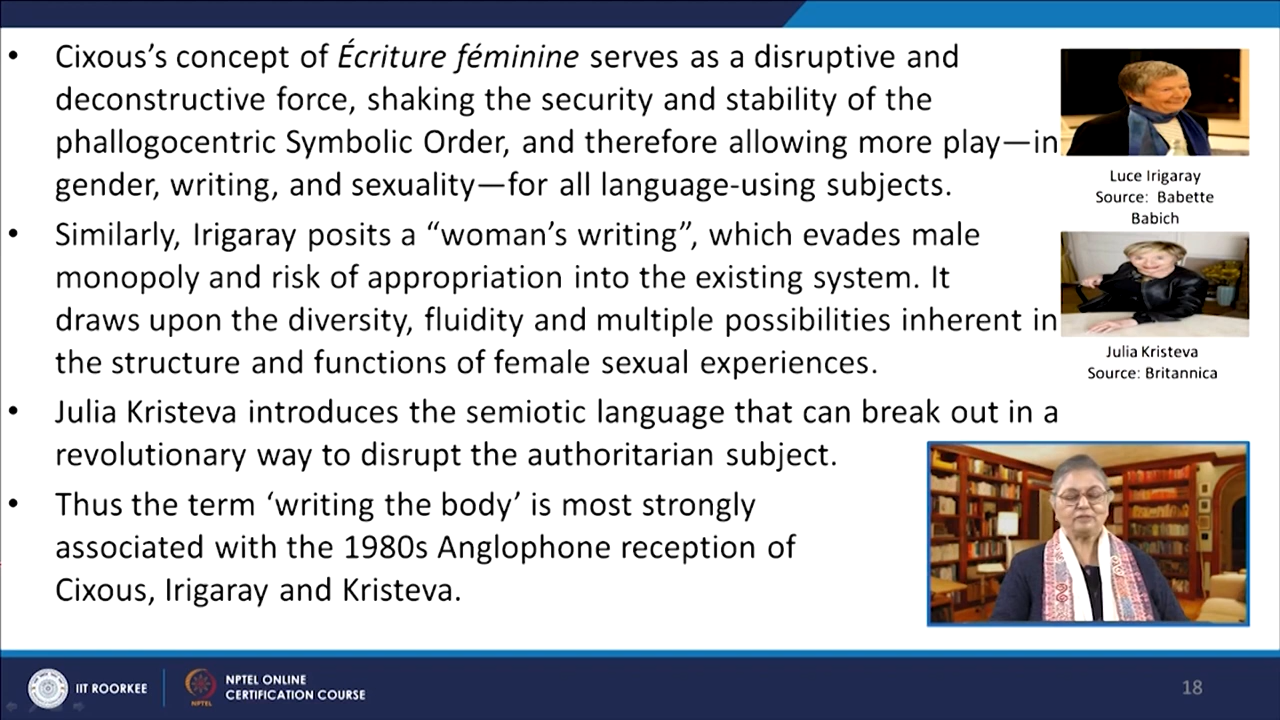 • Cixous’s concept of Écriture féminine serves as a disruptive and
deconstructive force, shaking the security and stability of the
phallogocentric Symbolic Order, and therefore allowing more play—in
gender, writing, and sexuality—for all language-using subjects.
• Similarly, Irigaray posits a “woman’s writing”, which evades male
monopoly and risk of appropriation into the existing system. It
draws upon the diversity, fluidity and multiple possibilities inherent in
the structure and functions of female sexual experiences.
• Julia Kristeva introduces the semiotic language that can break out in a
revolutionary way to disrupt the authoritarian subject.
• Thus the term ‘writing the body’ is most strongly
associated with the 1980s Anglophone reception of
Cixous, Irigaray and Kristeva.
Luce Irigaray
Source: Babette
Babich
Julia Kristeva
Source: Britannica
IIT ROORKEE
NPTEL
NPTEL ONLINE
CERTIFICATION COURSE
18